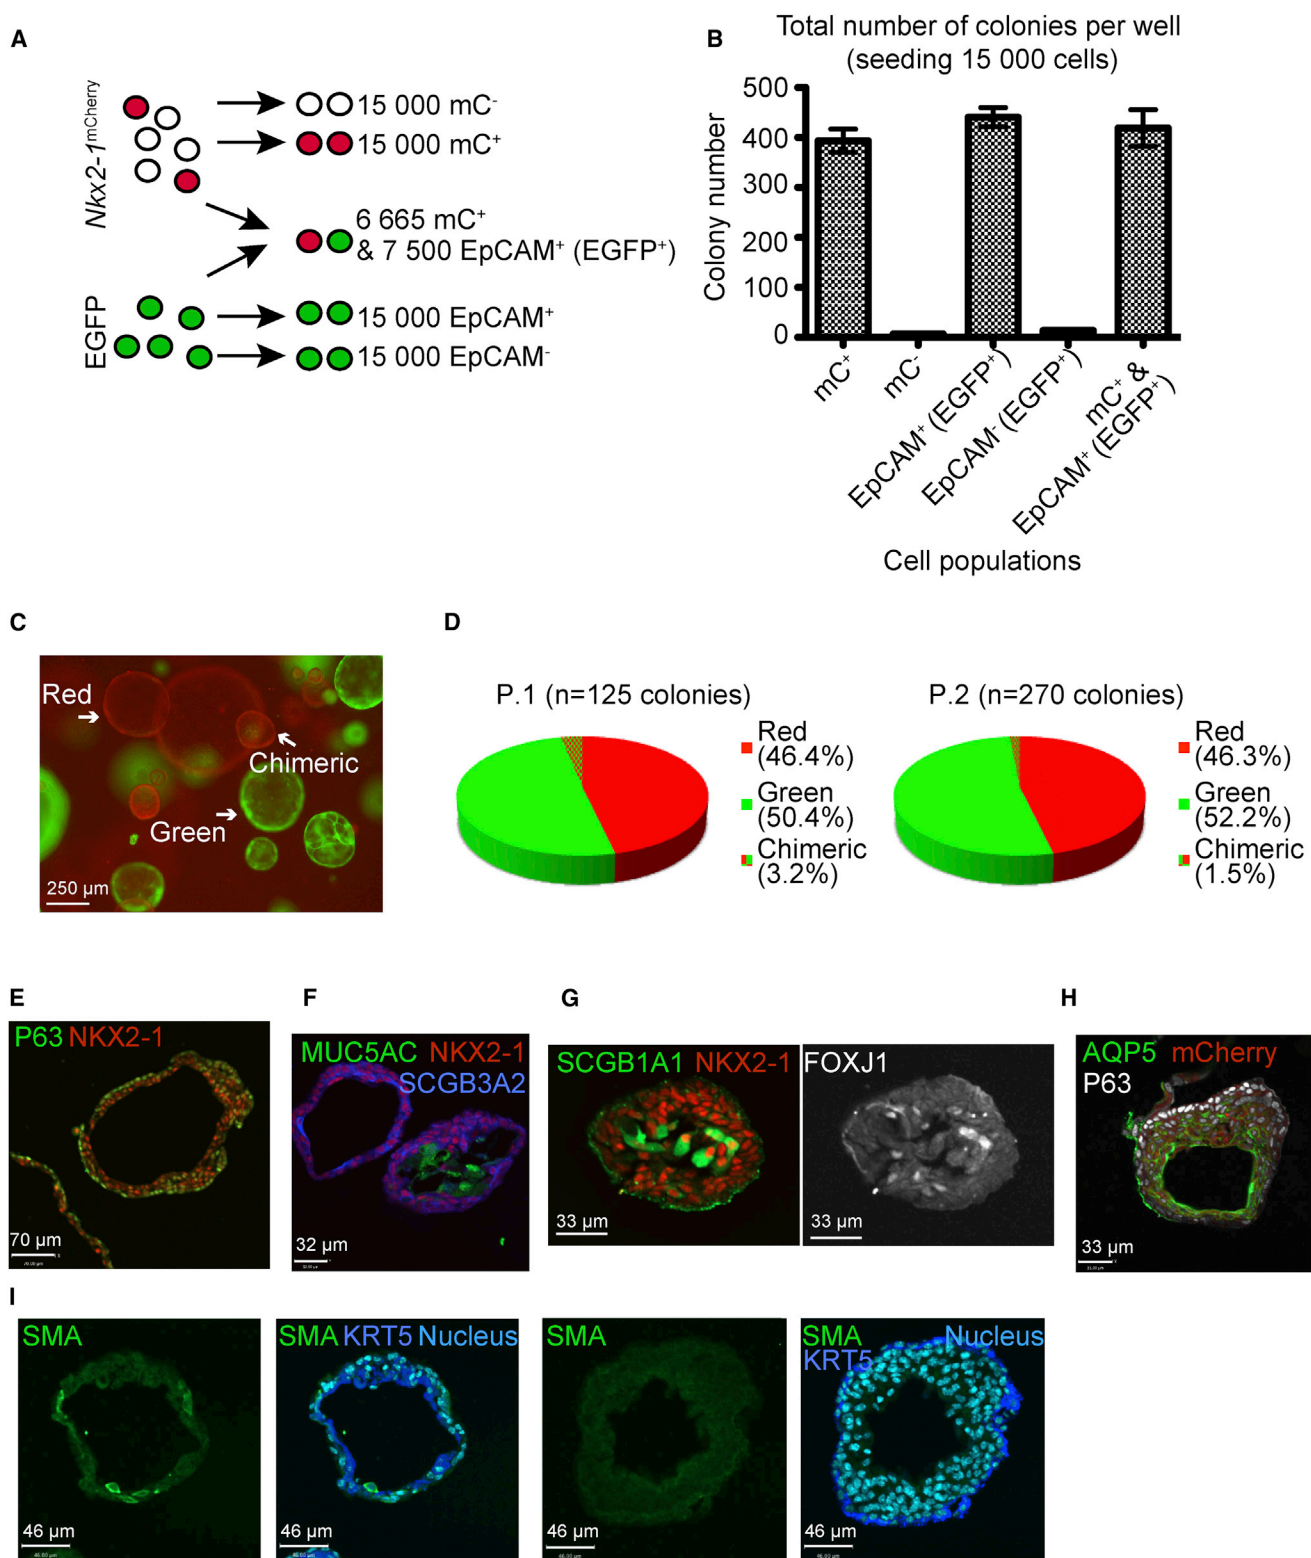 A
Nkx2-1mCherry
15 000 mC-
15 000 mC+
6 665 mC+
& 7 500 EpCAM+ (EGFP+)
EGFP
15 000 EpCAM+
15 000 EpCAM-
B
Total number of colonies per well
(seeding 15 000 cells)
Colony number
500
400
300
200
100
0
mC+
mC-
EpCAM+ (EGFP+)
EpCAM- (EGFP+)
mC+ &
EpCAM+ (EGFP+)
Cell populations
C
Red
Chimeric
Green
250 µm
D
P.1 (n=125 colonies)
Red
(46.4%)
Green
(50.4%)
Chimeric
(3.2%)
P.2 (n=270 colonies)
Red
(46.3%)
Green
(52.2%)
Chimeric
(1.5%)
E
P63 NKX2-1
70 µm
F
MUC5AC NKX2-1
SCGB3A2
32 µm
G
SCGB1A1 NKX2-1
33 µm
FOXJ1
33 µm
H
AQP5 mCherry
P63
33 µm
I
SMA
46 µm
SMA KRT5 Nucleus
46 µm
SMA
46 µm
SMA Nucleus
KRT5
46 µm